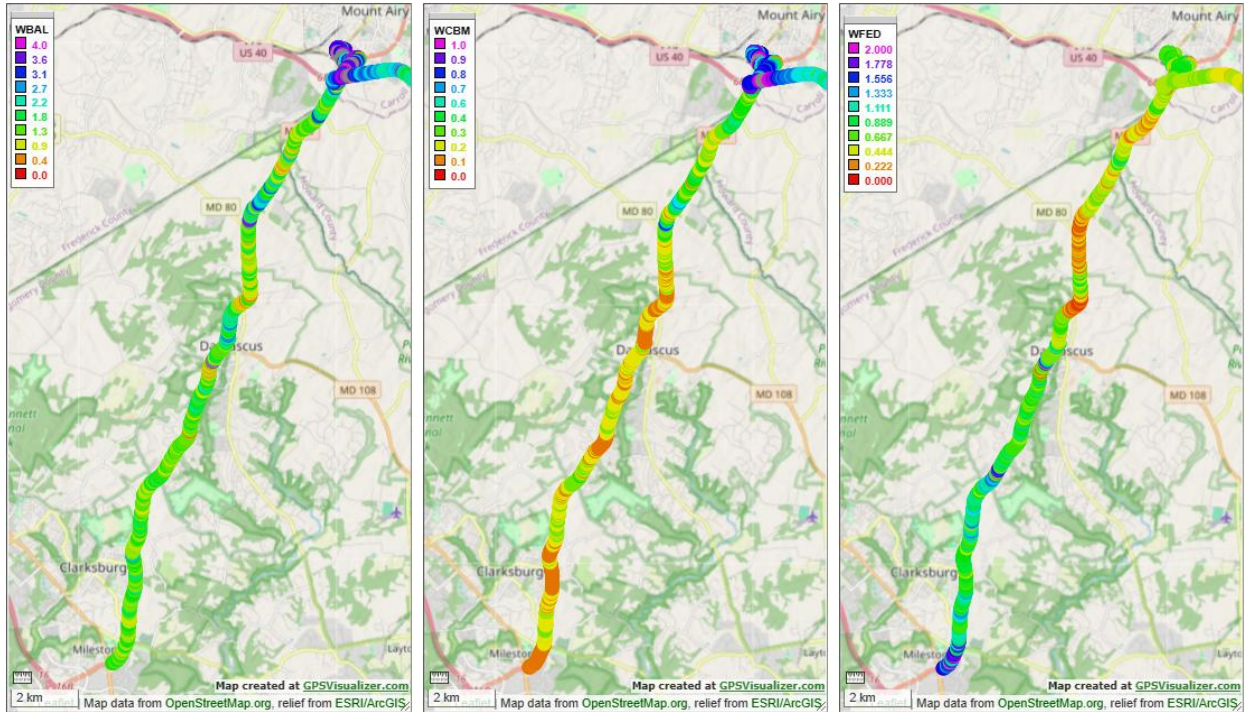 Mount Airy
WBAL
4.0
3.6
3.1
2.7
2.2
1.8
1.3
0.9
0.4
0.0
US 40
Carroll
MD 80
Frederick County
Damascus
MD 108
Clarksburg
2 km
Map created at GPSVisualizer.com
Map data from OpenStreetMap.org, relief from ESRI/ArcGIS
Mount Airy
WCBM
1.0
0.9
0.8
0.7
0.6
0.4
0.3
0.2
0.1
0.0
US 40
MD 80
Frederick County
MD 108
Clarksburg
2 km
Map created at GPSVisualizer.com
Map data from OpenStreetMap.org, relief from ESRI/ArcGIS
Mount Airy
WFED
2.000
1.778
1.556
1.333
1.111
0.889
0.667
0.444
0.222
0.000
US 40
Carroll
MD 80
Frederick County
MD 108
Clarksburg
2 km
Map created at GPSVisualizer.com
Map data from OpenStreetMap.org, relief from ESRI/ArcGIS